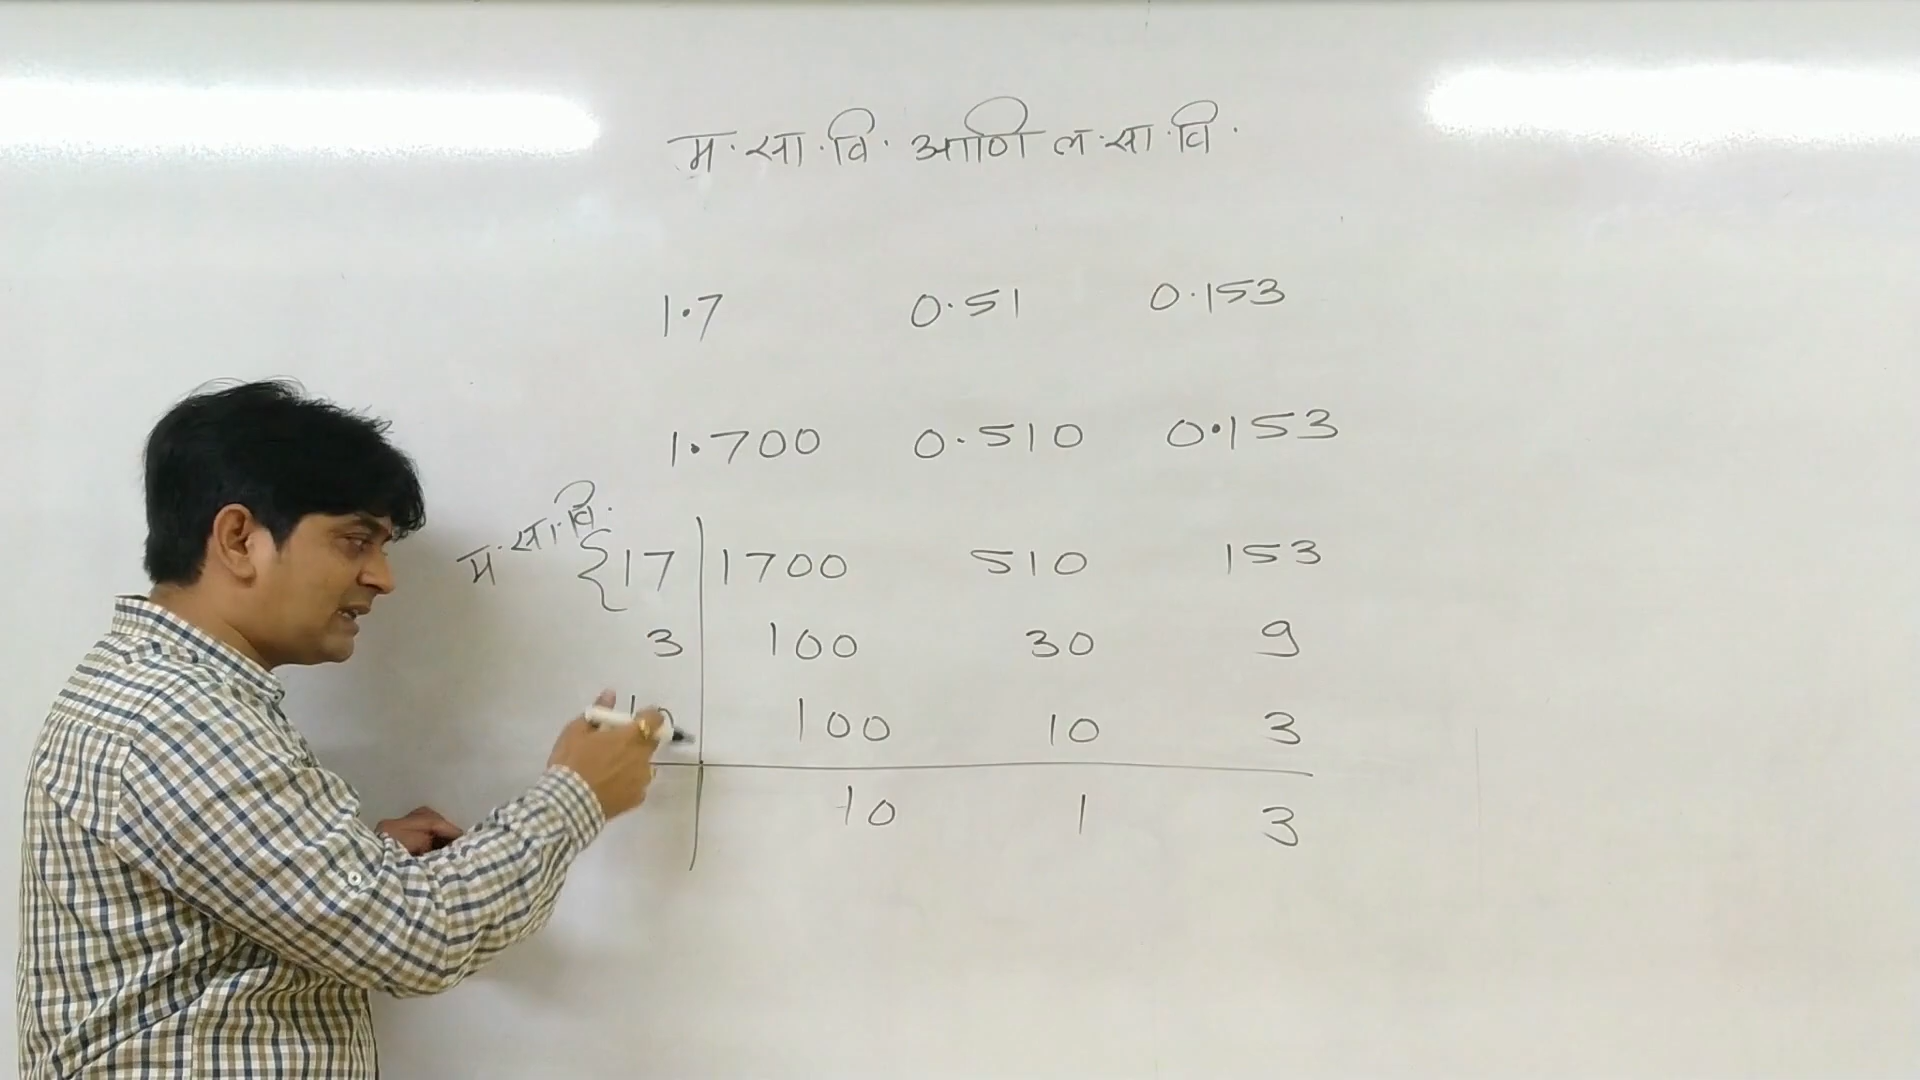 म.सा.वि. आणि ल.सा.वि.
1.7 0.51 0.153
1.700 0.510 0.153
म.सा.वि. { 17 | 1700 510 153
3 | 100 30 9
10 | 100 10 3
10 1 3